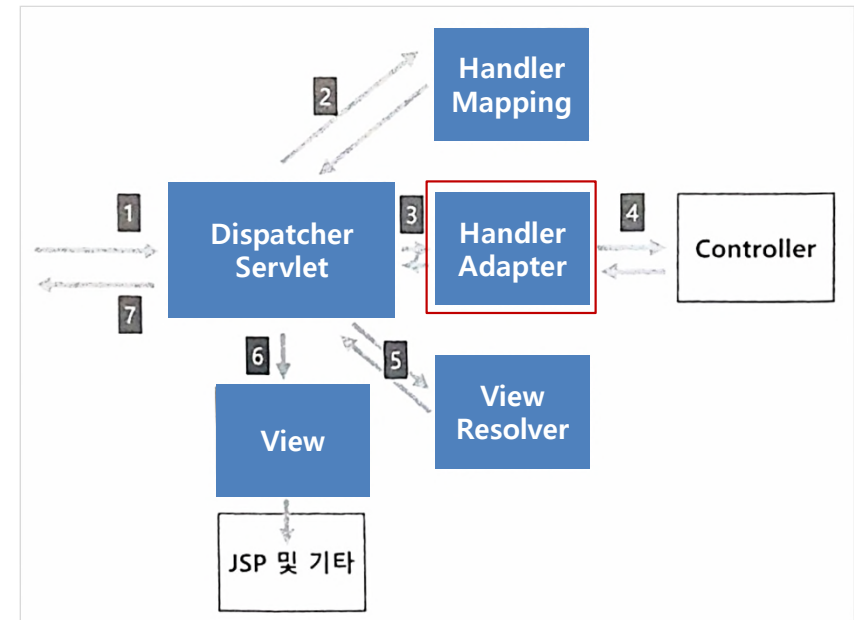 Handler
Mapping
2
1
Dispatcher
Servlet
3
Handler
Adapter
4
Controller
7
6
5
View
View
Resolver
JSP 및 기타